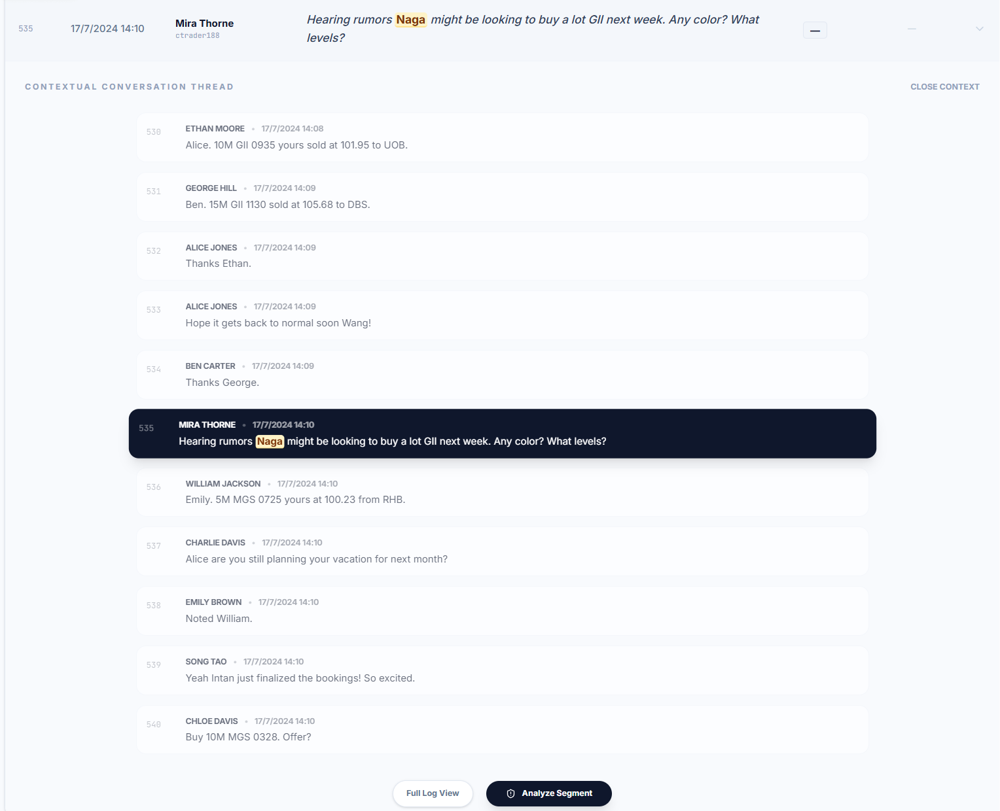 535
17/7/2024 14:10
Mira Thorne
ctrader188
Hearing rumors Naga might be looking to buy a lot GII next week. Any color? What
levels?
—
—
CONTEXTUAL CONVERSATION THREAD
CLOSE CONTEXT
530
ETHAN MOORE • 17/7/2024 14:08
Alice. 10M GII 0935 yours sold at 101.95 to UOB.
531
GEORGE HILL • 17/7/2024 14:09
Ben. 15M GII 1130 sold at 105.68 to DBS.
532
ALICE JONES • 17/7/2024 14:09
Thanks Ethan.
533
ALICE JONES • 17/7/2024 14:09
Hope it gets back to normal soon Wang!
534
BEN CARTER • 17/7/2024 14:09
Thanks George.
535
MIRA THORNE • 17/7/2024 14:10
Hearing rumors Naga might be looking to buy a lot GII next week. Any color? What levels?
536
WILLIAM JACKSON • 17/7/2024 14:10
Emily. 5M MGS 0725 yours at 100.23 from RHB.
537
CHARLIE DAVIS • 17/7/2024 14:10
Alice are you still planning your vacation for next month?
538
EMILY BROWN • 17/7/2024 14:10
Noted William.
539
SONG TAO • 17/7/2024 14:10
Yeah Intan just finalized the bookings! So excited.
540
CHLOE DAVIS • 17/7/2024 14:10
Buy 10M MGS 0328. Offer?
Full Log View
Analyze Segment